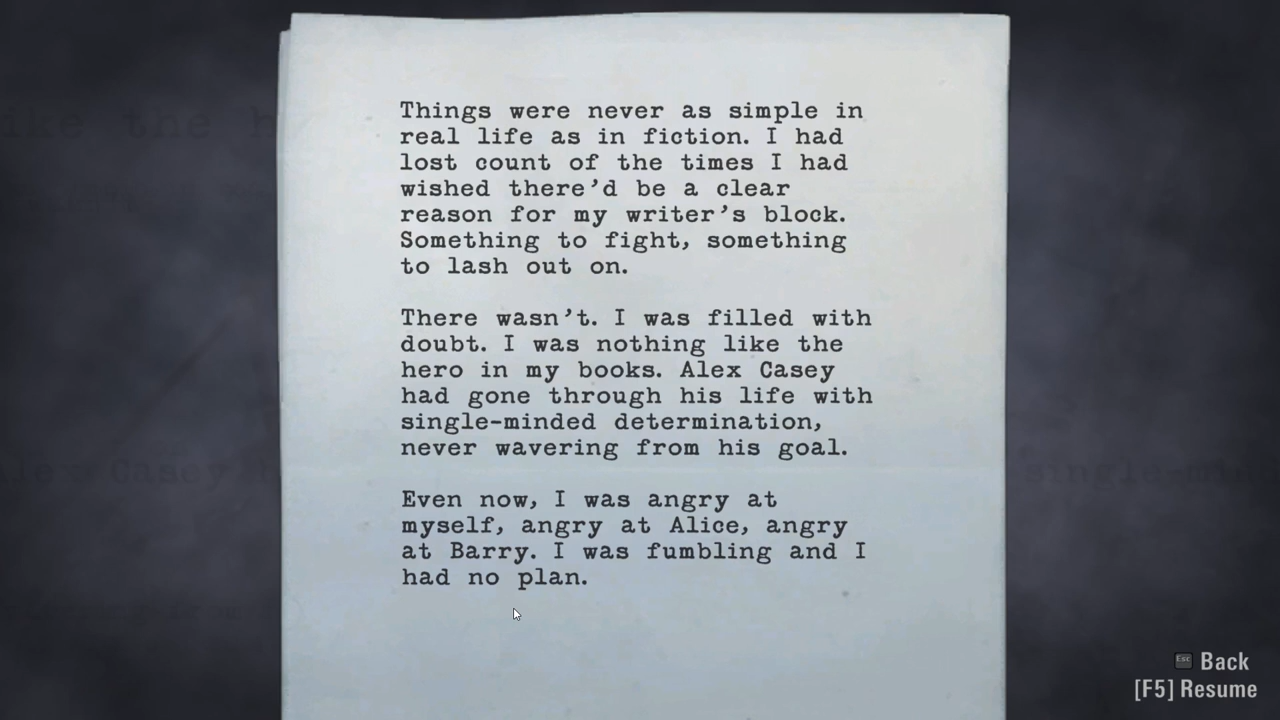 Things were never as simple in
real life as in fiction. I had
lost count of the times I had
wished there’d be a clear
reason for my writer’s block.
Something to fight, something
to lash out on.
There wasn’t. I was filled with
doubt. I was nothing like the
hero in my books. Alex Casey
had gone through his life with
single-minded determination,
never wavering from his goal.
Even now, I was angry at
myself, angry at Alice, angry
at Barry. I was fumbling and I
had no plan.
Esc Back
[F5] Resume